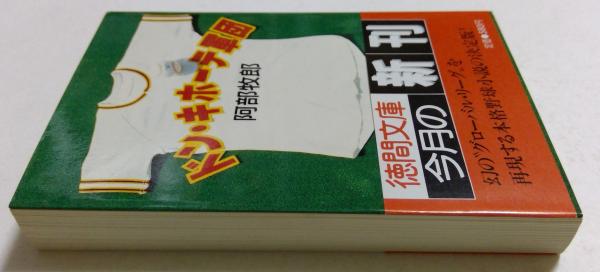 ドン・キホーテ軍団
阿部牧郎
徳間文庫
今月の
新刊
幻の〝グローバル・リーグ〟を
再現する本格野球小説の決定版!